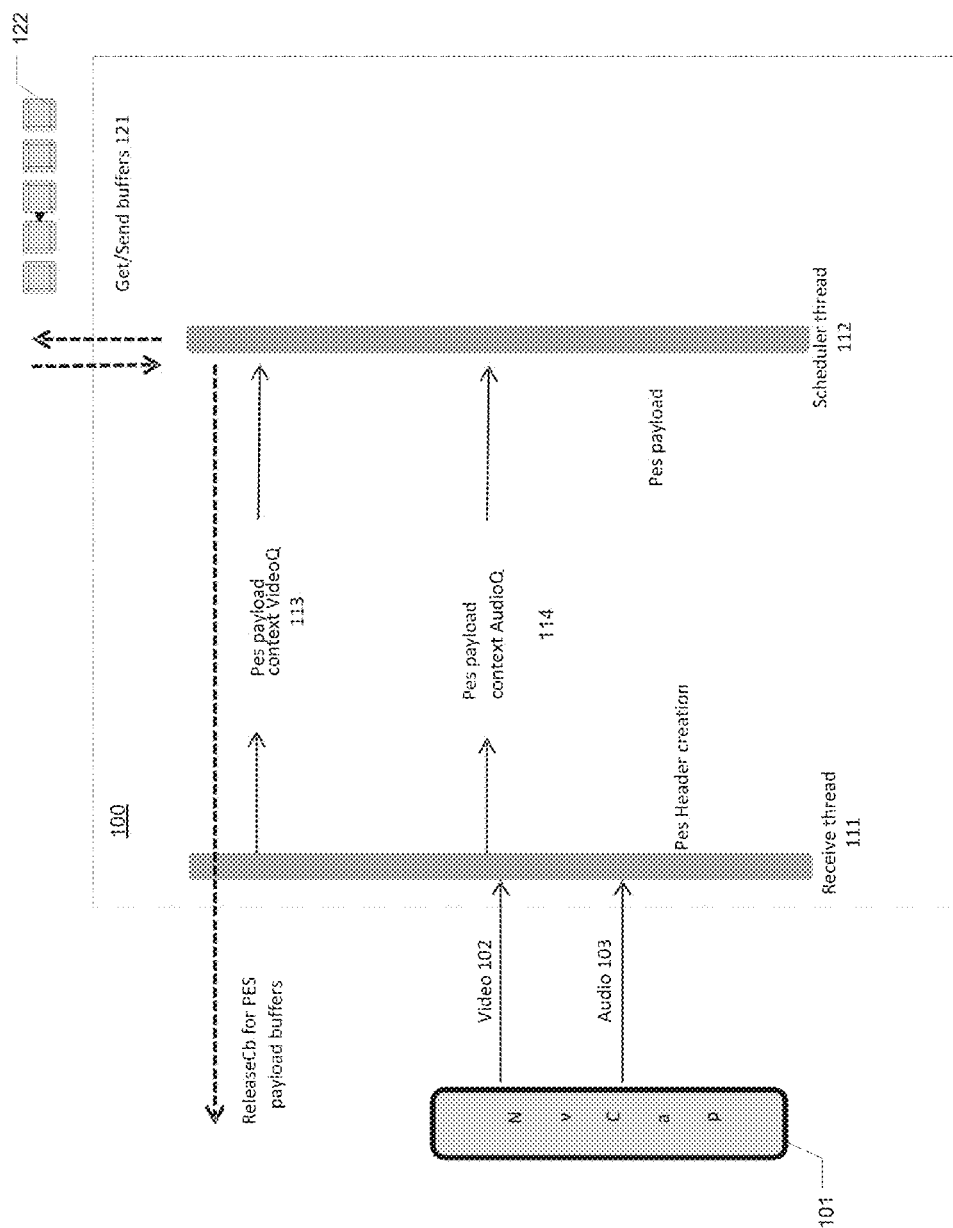 122
Get/Send buffers 121
100
Pes payload
context VideoQ
113
Pes payload
context AudioQ
114
Pes payload
Pes Header creation
Scheduler thread
112
Receive thread
111
ReleaseCb for PES
payload buffers
Video 102
Audio 103
N
v
C
a
p
101